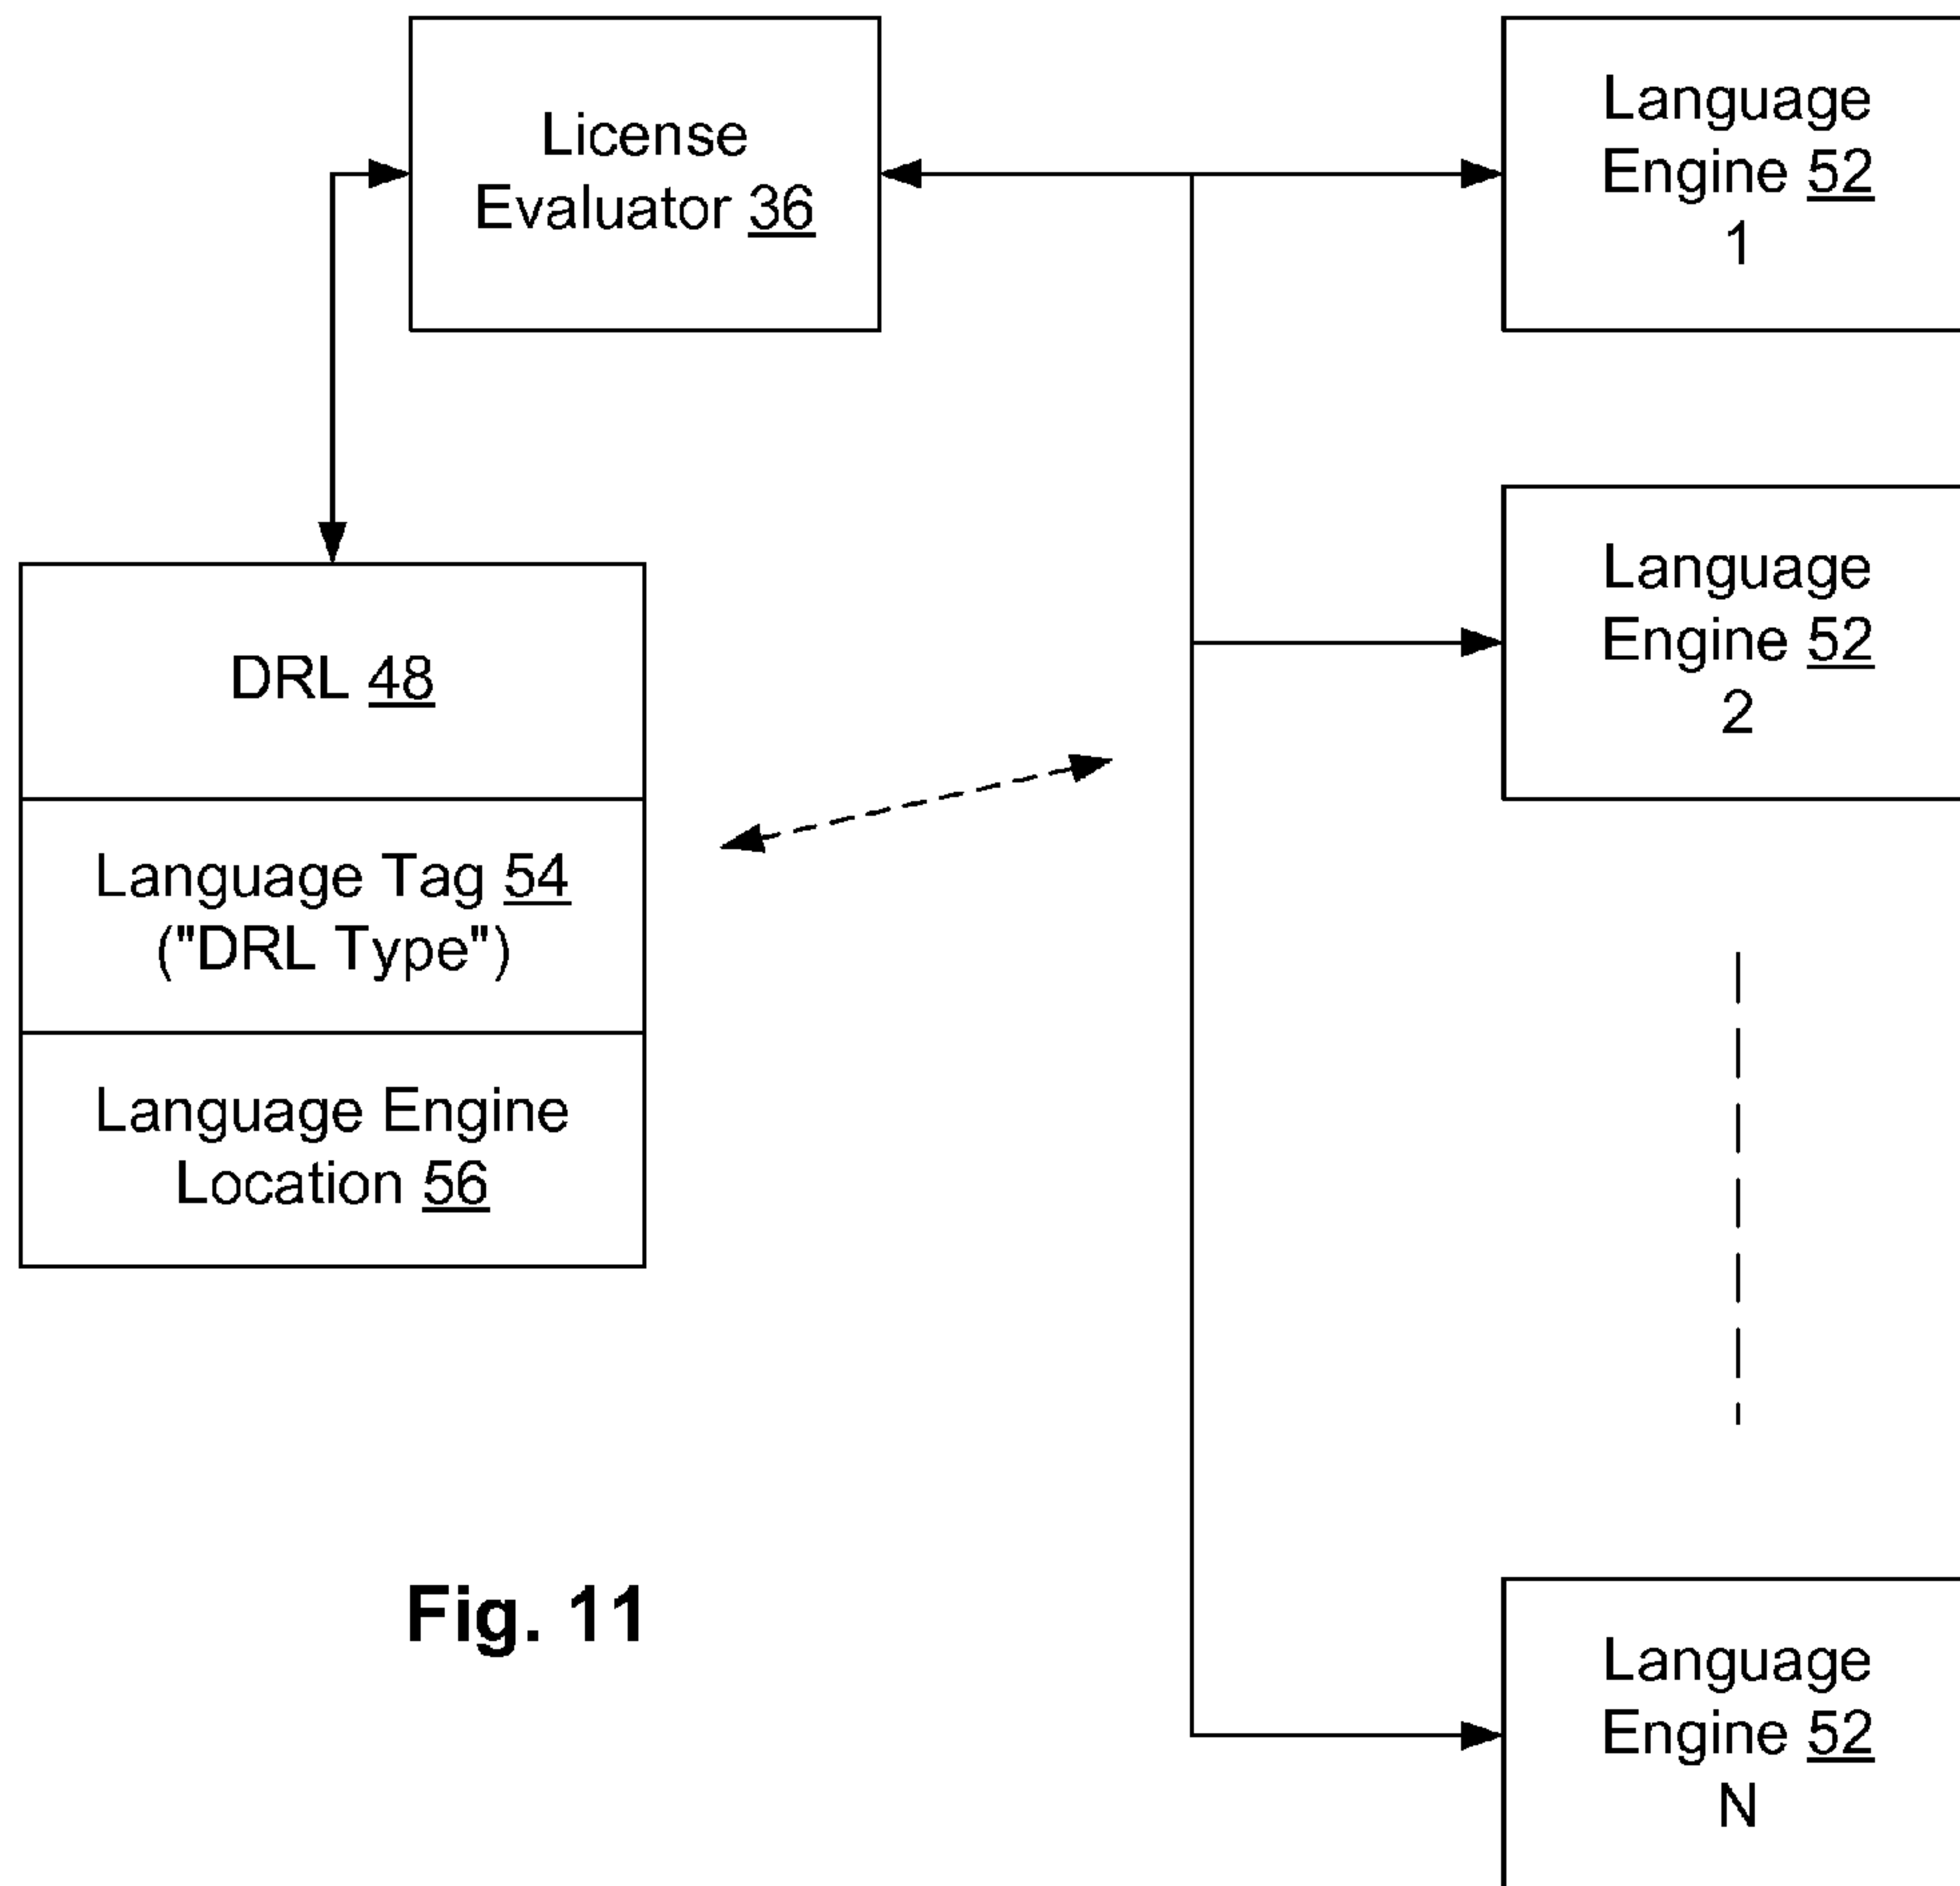 License
Evaluator 36
Language
Engine 52
1
Language
Engine 52
2
DRL 48
Language Tag 54
("DRL Type")
Language Engine
Location 56
Fig. 11
Language
Engine 52
N